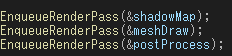 EnqueueRenderPass(&shadowMap);
EnqueueRenderPass(&meshDraw);
EnqueueRenderPass(&postProcess);